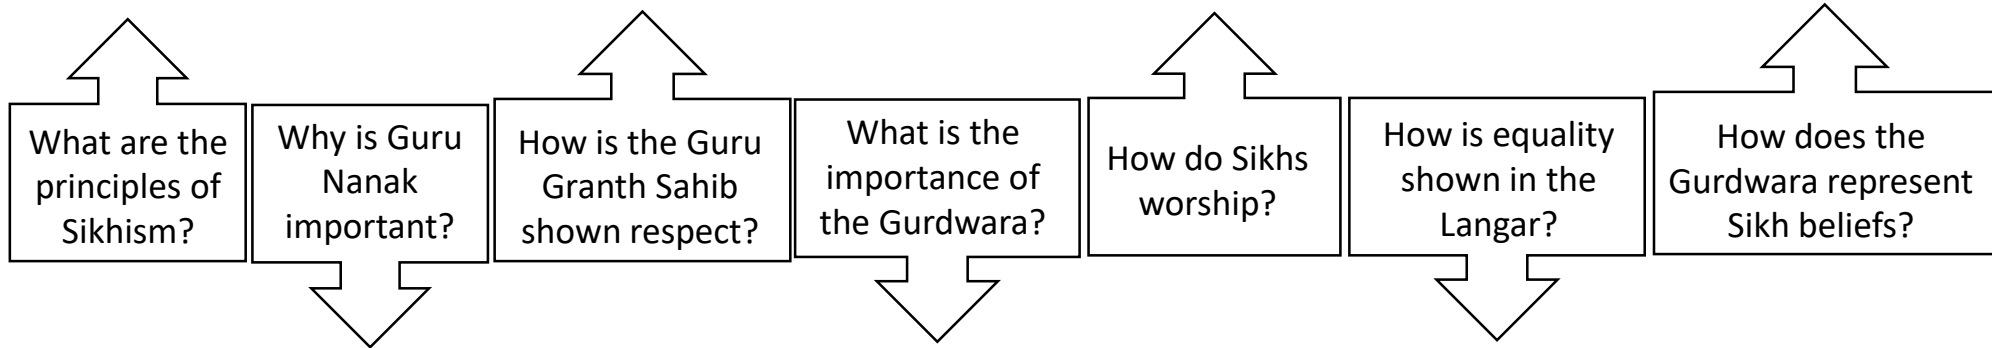 What are the
principles of
Sikhism?
Why is Guru
Nanak
important?
How is the Guru
Granth Sahib
shown respect?
What is the
importance of
the Gurdwara?
How do Sikhs
worship?
How is equality
shown in the
Langar?
How does the
Gurdwara represent
Sikh beliefs?